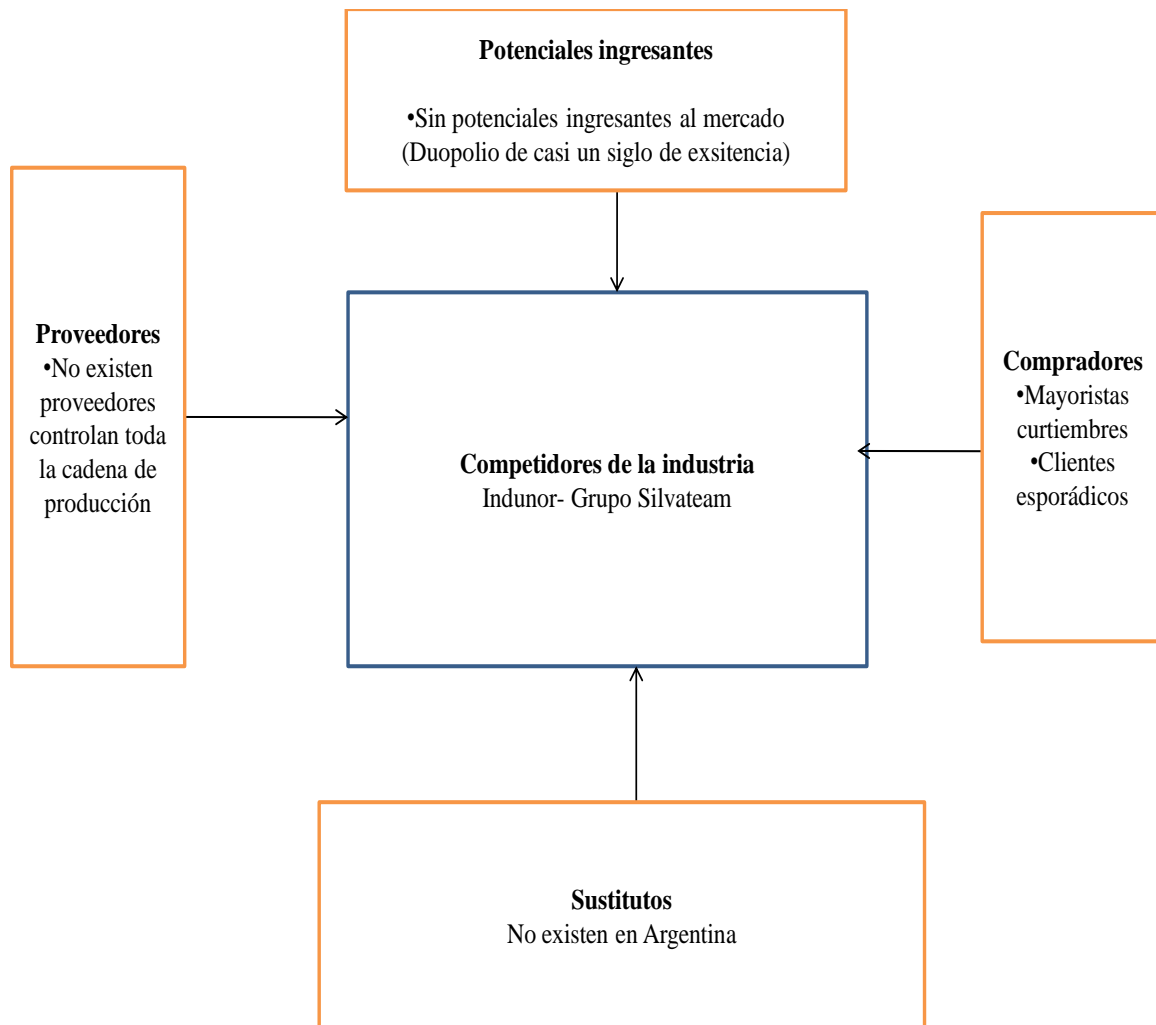 Potenciales ingresantes
•Sin potenciales ingresantes al mercado
(Duopolio de casi un siglo de exsitencia)
Proveedores
•No existen
proveedores
controlan toda
la cadena de
producción
Competidores de la industria
Indunor- Grupo Silvateam
Compradores
•Mayoristas
curtiembres
•Clientes
esporádicos
Sustitutos
No existen en Argentina